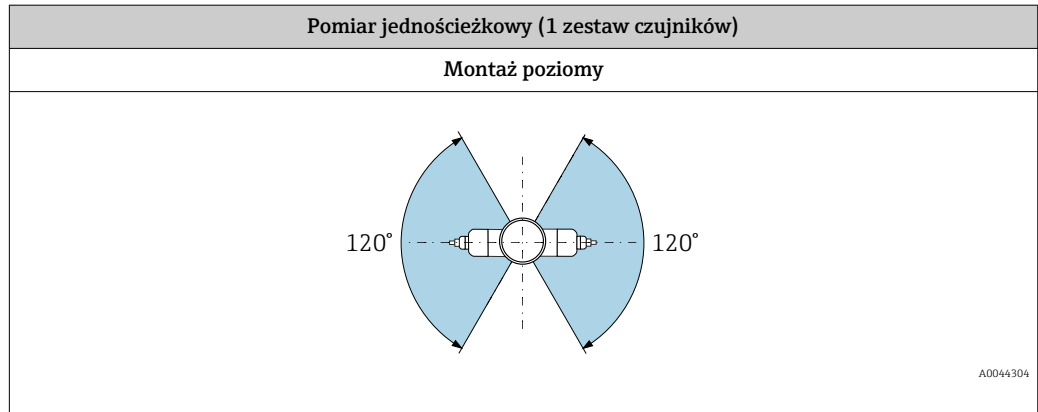 Pomiar jednościeżkowy (1 zestaw czujników)
Montaż poziomy
120° 120°
A0044304